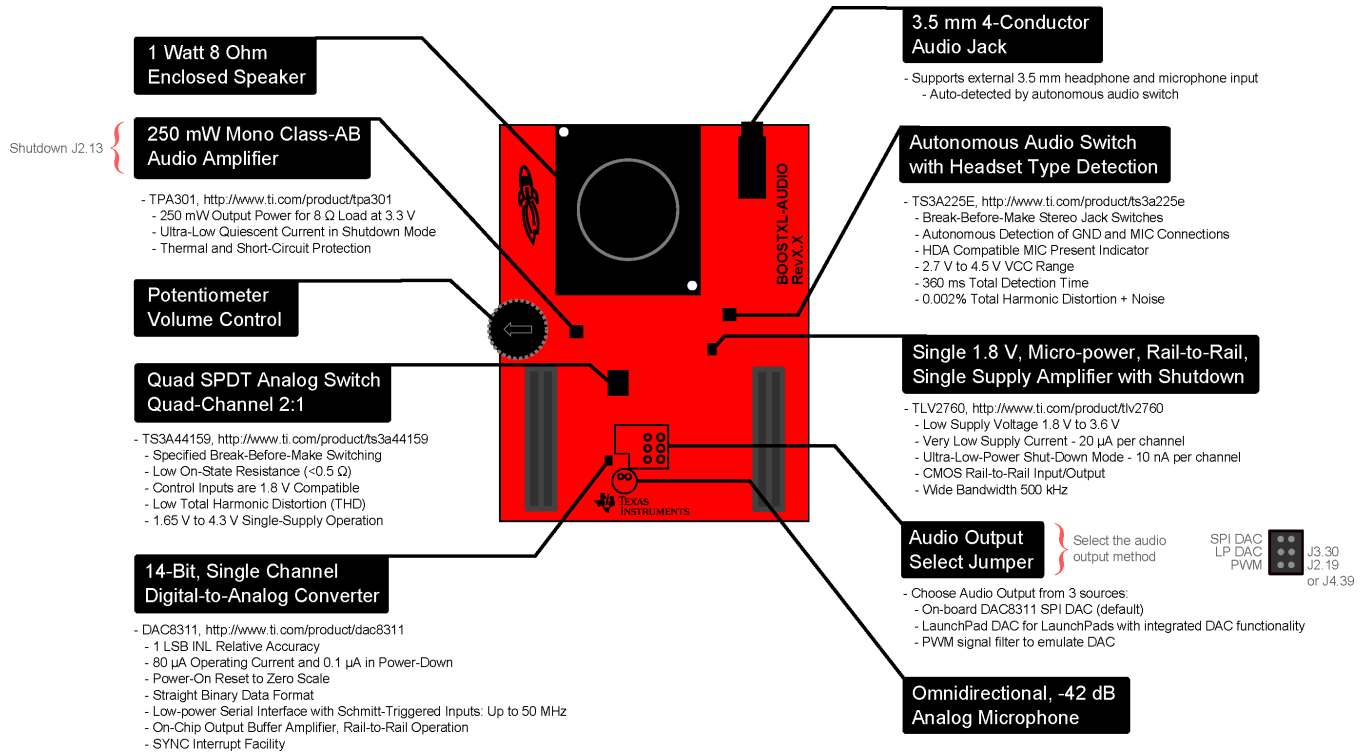 1 Watt 8 Ohm
Enclosed Speaker
Shutdown J2.13
250 mW Mono Class-AB
Audio Amplifier
- TPA301, http://www.ti.com/product/tpa301
- 250 mW Output Power for 8 Ω Load at 3.3 V
- Ultra-Low Quiescent Current in Shutdown Mode
- Thermal and Short-Circuit Protection
Potentiometer
Volume Control
Quad SPDT Analog Switch
Quad-Channel 2:1
- TS3A44159, http://www.ti.com/product/ts3a44159
- Specified Break-Before-Make Switching
- Low On-State Resistance (<0.5 Ω)
- Control Inputs are 1.8 V Compatible
- Low Total Harmonic Distortion (THD)
- 1.65 V to 4.3 V Single-Supply Operation
14-Bit, Single Channel
Digital-to-Analog Converter
- DAC8311, http://www.ti.com/product/dac8311
- 1 LSB INL Relative Accuracy
- 80 µA Operating Current and 0.1 µA in Power-Down
- Power-On Reset to Zero Scale
- Straight Binary Data Format
- Low-power Serial Interface with Schmitt-Triggered Inputs: Up to 50 MHz
- On-Chip Output Buffer Amplifier, Rail-to-Rail Operation
- SYNC Interrupt Facility
BOOSTXL-AUDIO
RevX.X
TEXAS
INSTRUMENTS
3.5 mm 4-Conductor
Audio Jack
- Supports external 3.5 mm headphone and microphone input
- Auto-detected by autonomous audio switch
Autonomous Audio Switch
with Headset Type Detection
- TS3A225E, http://www.ti.com/product/ts3a225e
- Break-Before-Make Stereo Jack Switches
- Autonomous Detection of GND and MIC Connections
- HDA Compatible MIC Present Indicator
- 2.7 V to 4.5 V VCC Range
- 360 ms Total Detection Time
- 0.002% Total Harmonic Distortion + Noise
Single 1.8 V, Micro-power, Rail-to-Rail,
Single Supply Amplifier with Shutdown
- TLV2760, http://www.ti.com/product/tlv2760
- Low Supply Voltage 1.8 V to 3.6 V
- Very Low Supply Current - 20 µA per channel
- Ultra-Low-Power Shut-Down Mode - 10 nA per channel
- CMOS Rail-to-Rail Input/Output
- Wide Bandwidth 500 kHz
Audio Output
Select Jumper
Select the audio
output method
SPI DAC
LP DAC J3.30
PWM J2.19
or J4.39
- Choose Audio Output from 3 sources:
- On-board DAC8311 SPI DAC (default)
- LaunchPad DAC for LaunchPads with integrated DAC functionality
- PWM signal filter to emulate DAC
Omnidirectional, -42 dB
Analog Microphone